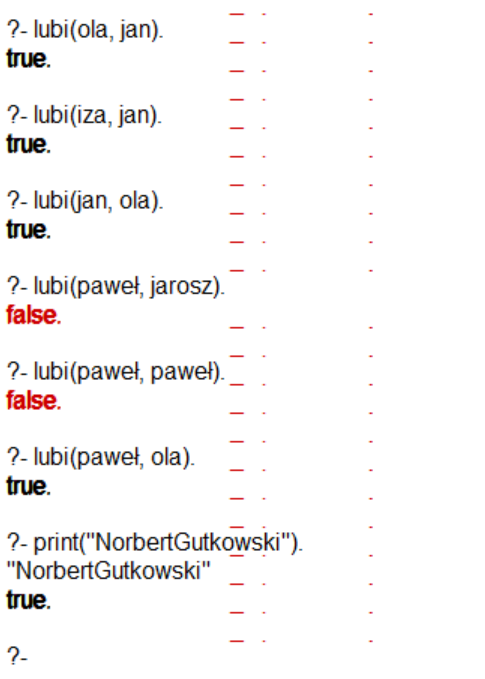 ?- lubi(ola, jan).
true.
?- lubi(iza, jan).
true.
?- lubi(jan, ola).
true.
?- lubi(paweł, jarosz).
false.
?- lubi(paweł, paweł).
false.
?- lubi(paweł, ola).
true.
?- print("NorbertGutkowski").
"NorbertGutkowski"
true.
?-